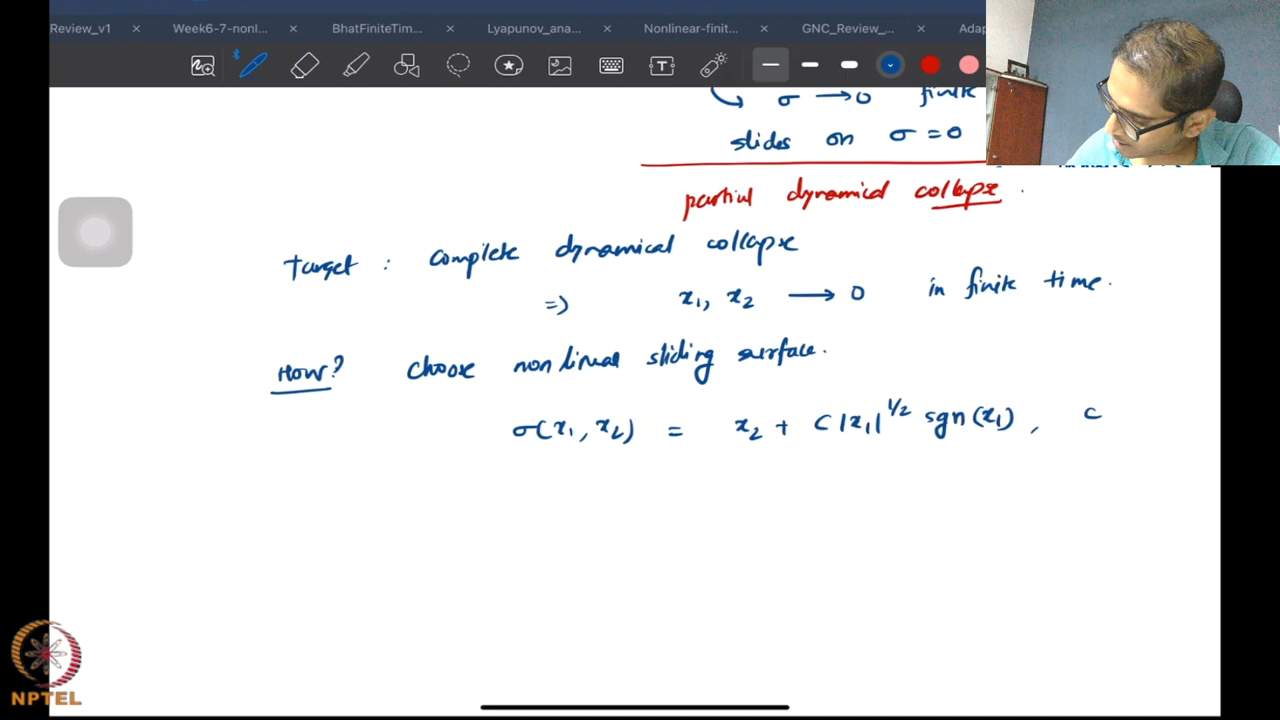 Review_v1 × Week6-7-nonl... × BhatFiniteTim... × Lyapunov_ana... × Nonlinear-finit... × GNC_Review_... × Adap
σ → 0 finite
slides on σ = 0
partial dynamical collapse.
Target : complete dynamical collapse
=> x₁, x₂ → 0 in finite time.
How? Choose nonlinear sliding surface.
σ(x₁, x₂) = x₂ + C|x₁|^1/2 sgn(x₁), C
NPTEL